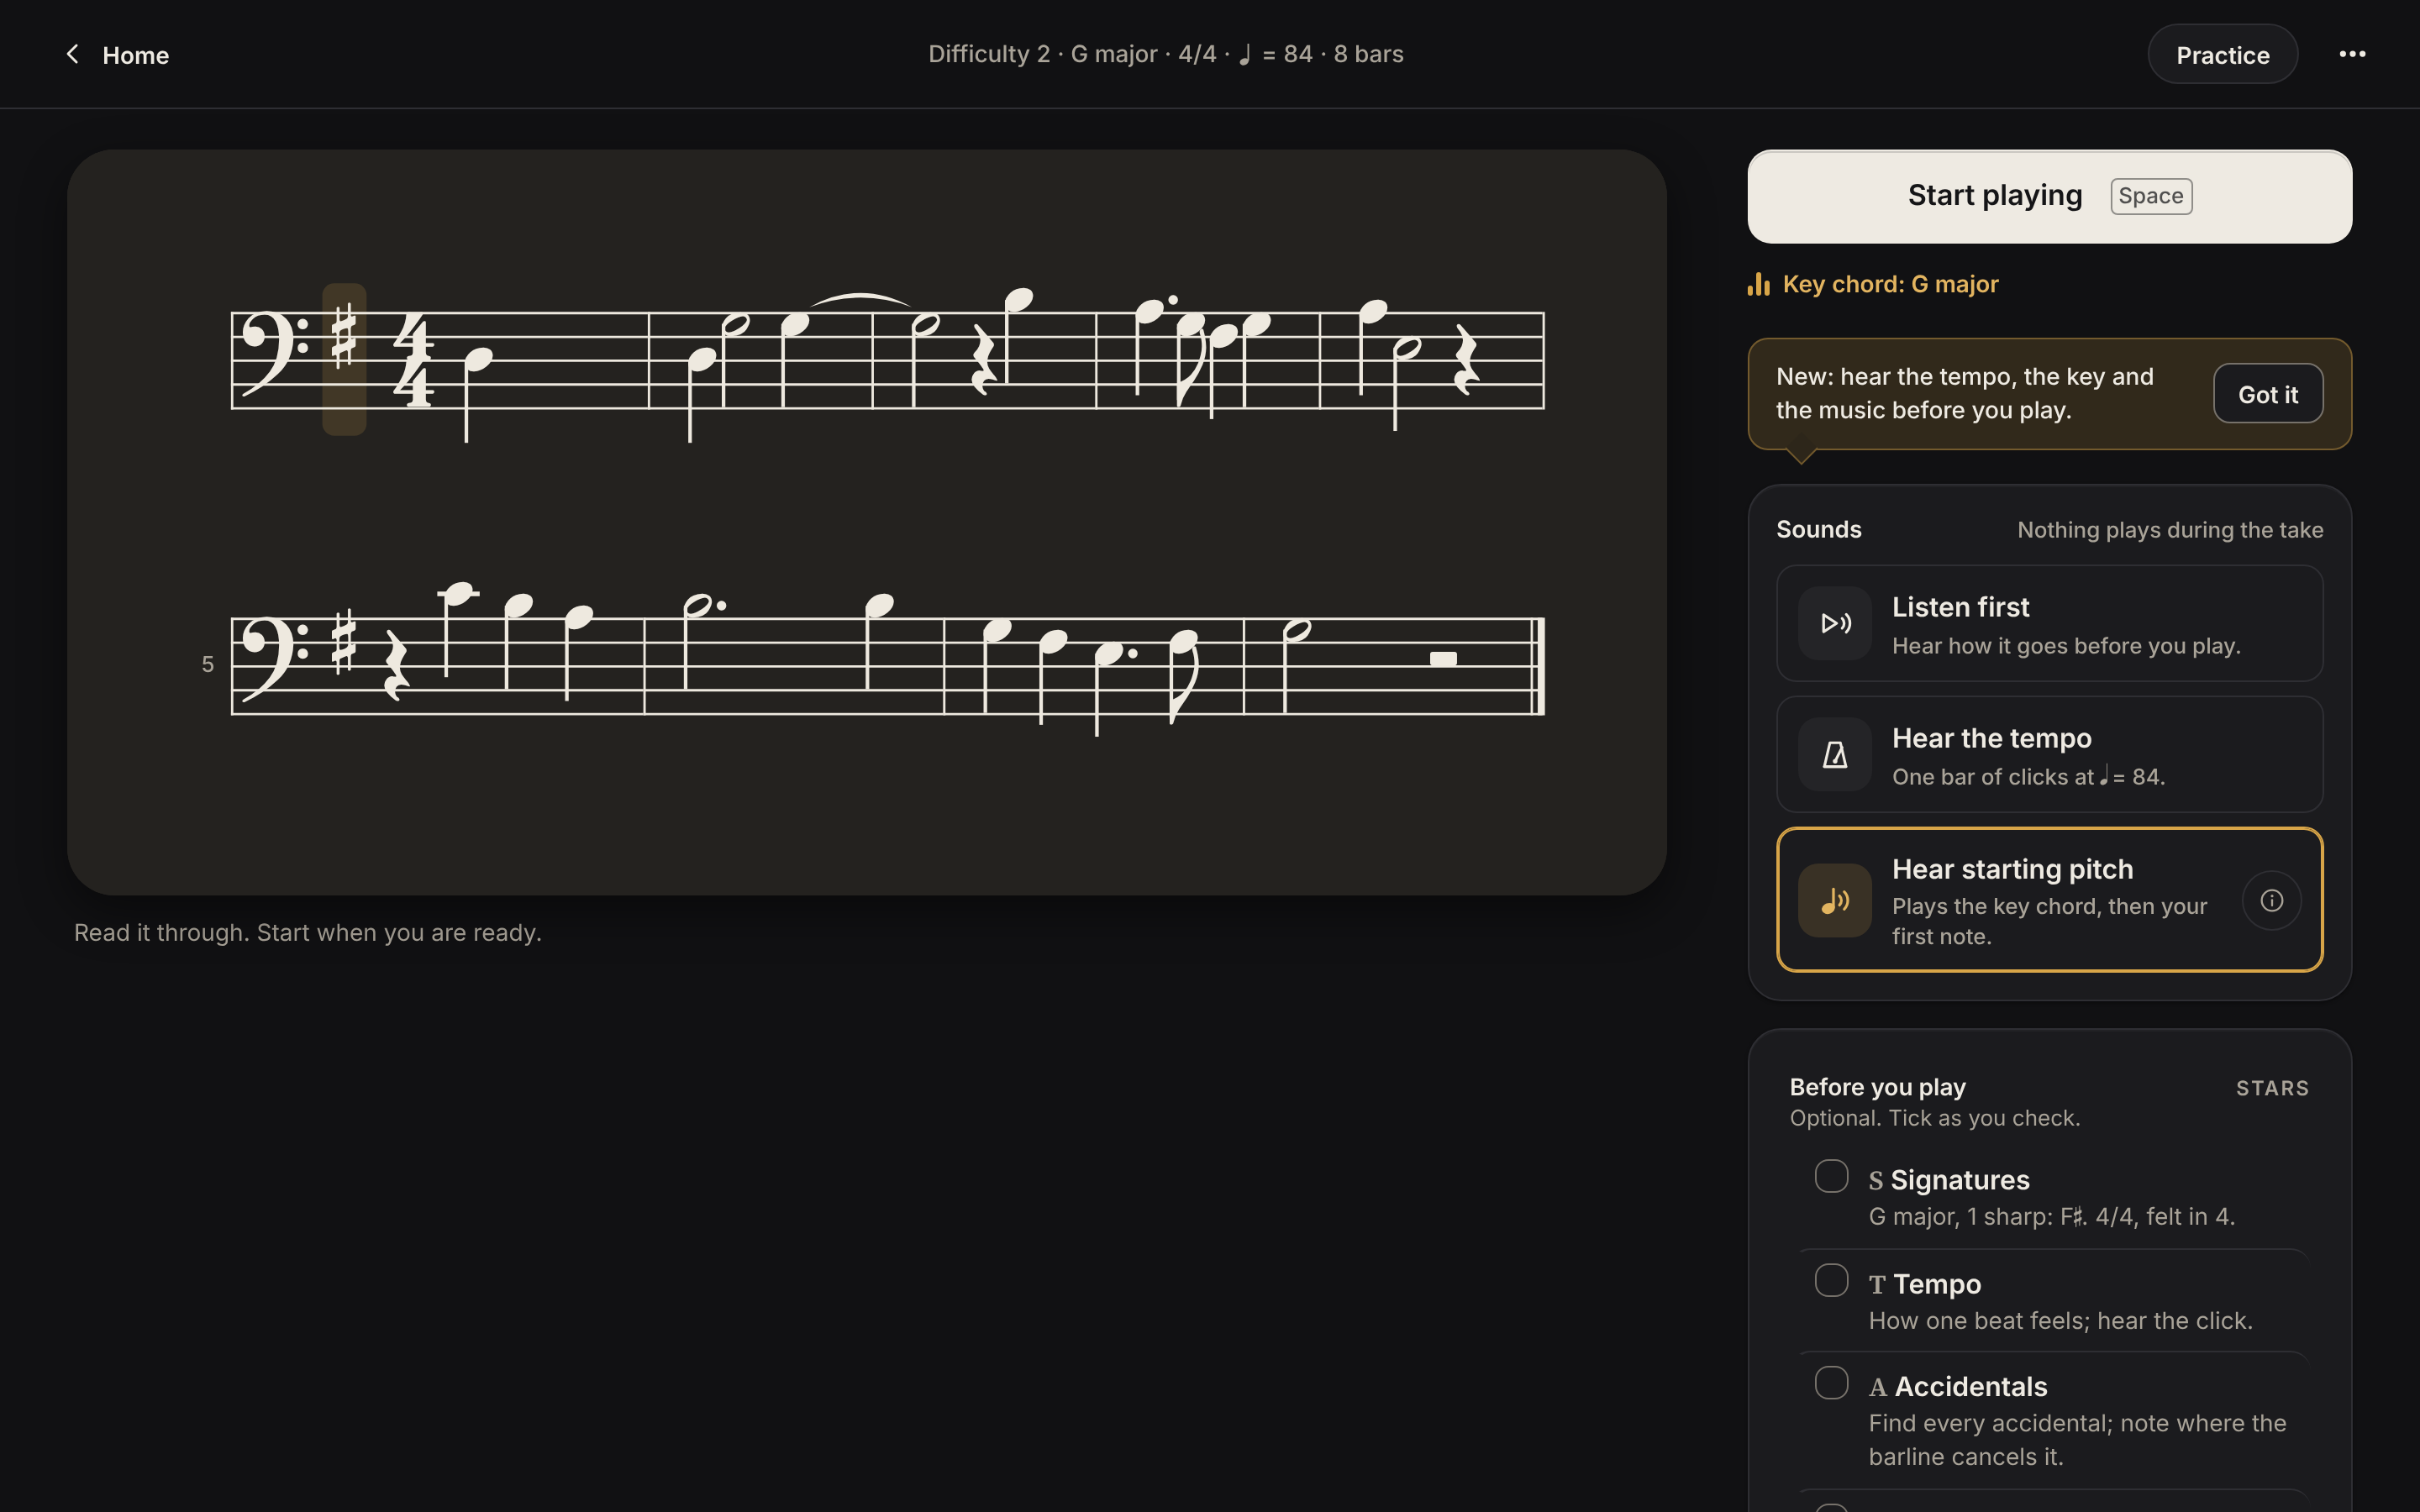 Home
Difficulty 2 · G major · 4/4 · ♩ = 84 · 8 bars
Practice
Start playing Space
Key chord: G major
New: hear the tempo, the key and
the music before you play.
Got it
Sounds
Nothing plays during the take
Listen first
Hear how it goes before you play.
Hear the tempo
One bar of clicks at ♩ = 84.
Hear starting pitch
Plays the key chord, then your
first note.
4
4
5
Read it through. Start when you are ready.
Before you play
STARS
Optional. Tick as you check.
S Signatures
G major, 1 sharp: F♯. 4/4, felt in 4.
T Tempo
How one beat feels; hear the click.
A Accidentals
Find every accidental; note where the
barline cancels it.